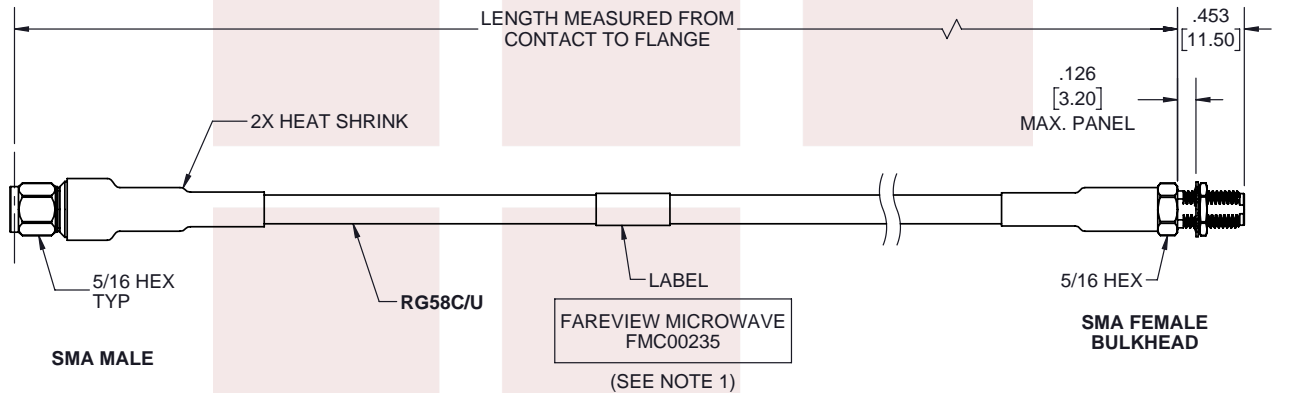 LENGTH MEASURED FROM
CONTACT TO FLANGE
.453
[11.50]
.126
[3.20]
MAX. PANEL
2X HEAT SHRINK
5/16 HEX
TYP
RG58C/U
LABEL
5/16 HEX
FAREVIEW MICROWAVE
FMC00235
(SEE NOTE 1)
SMA MALE
SMA FEMALE
BULKHEAD